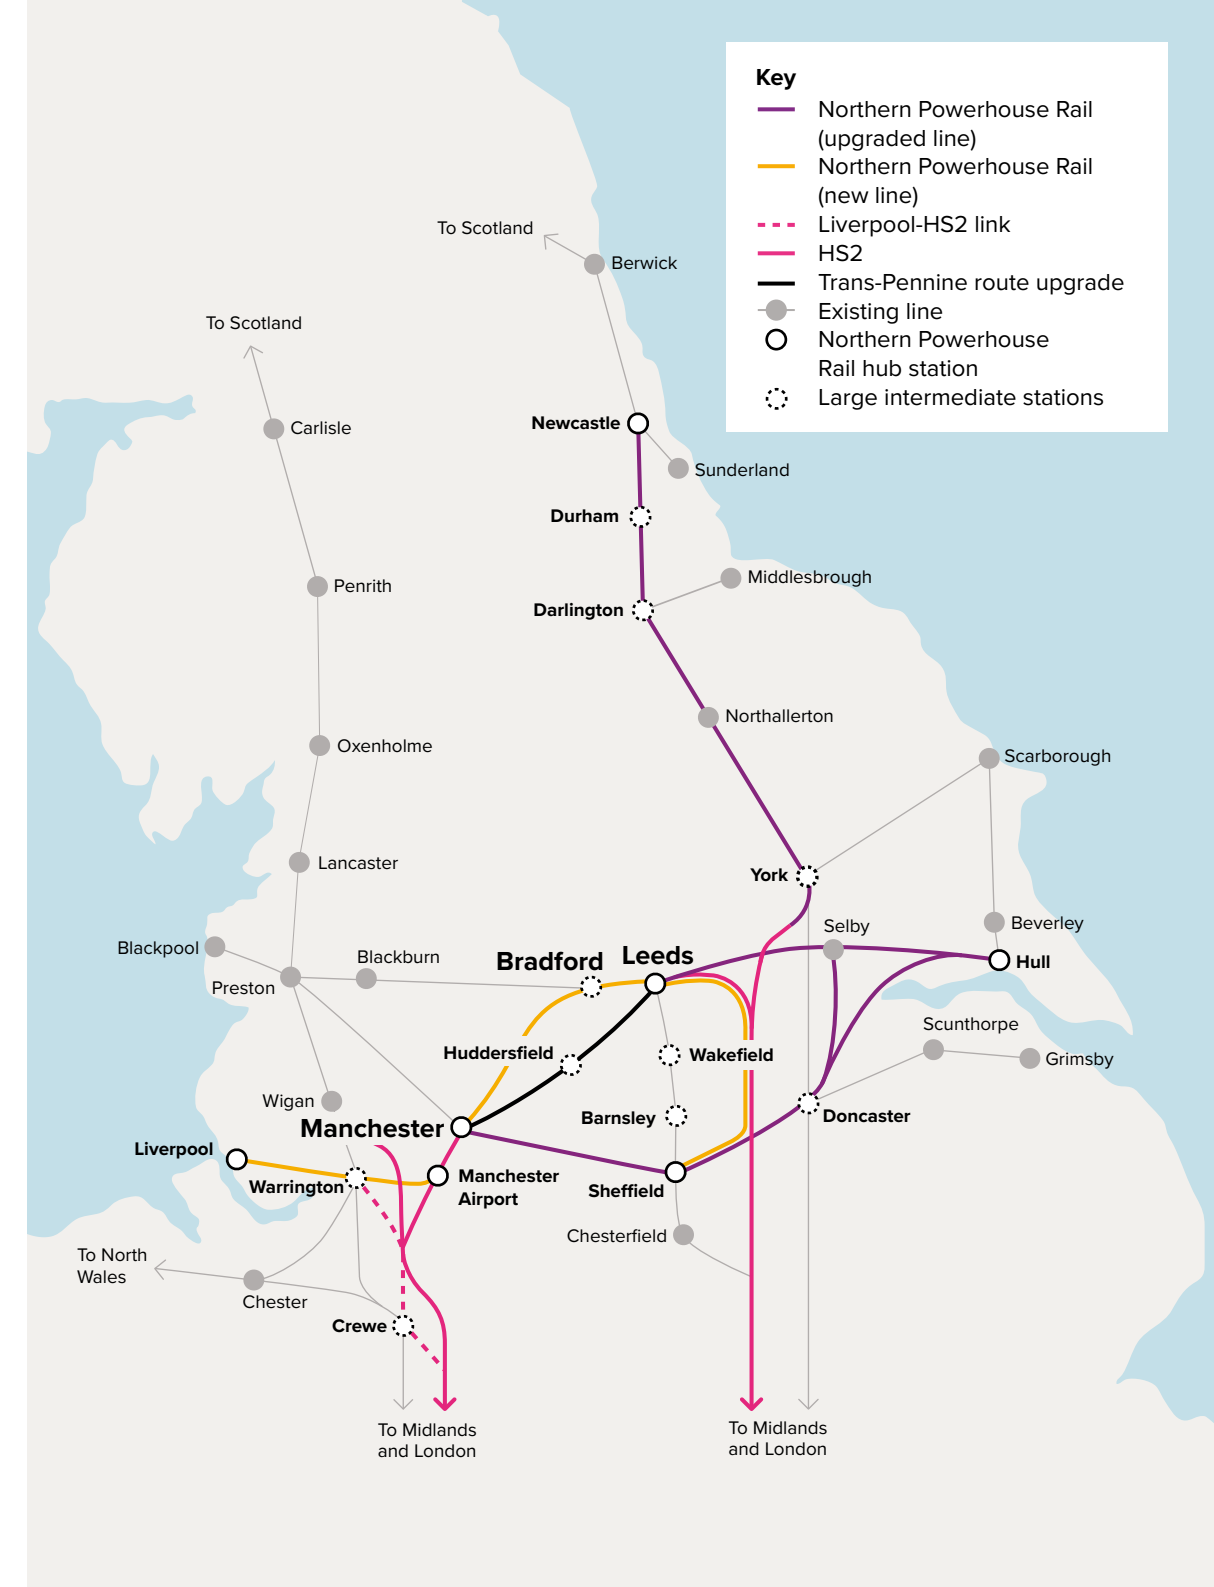 Key
Northern Powerhouse Rail
(upgraded line)
Northern Powerhouse Rail
(new line)
Liverpool-HS2 link
HS2
Trans-Pennine route upgrade
Existing line
Northern Powerhouse
Rail hub station
Large intermediate stations
To Scotland
Berwick
To Scotland
Carlisle
Newcastle
Sunderland
Durham
Middlesbrough
Penrith
Darlington
Northallerton
Oxenholme
Scarborough
Lancaster
York
Blackpool
Blackburn
Selby
Beverley
Bradford
Leeds
Hull
Preston
Scunthorpe
Huddersfield
Wakefield
Grimsby
Wigan
Manchester
Barnsley
Doncaster
Liverpool
Warrington
Manchester
Airport
Sheffield
Chesterfield
To North
Wales
Chester
Crewe
To Midlands
and London
To Midlands
and London